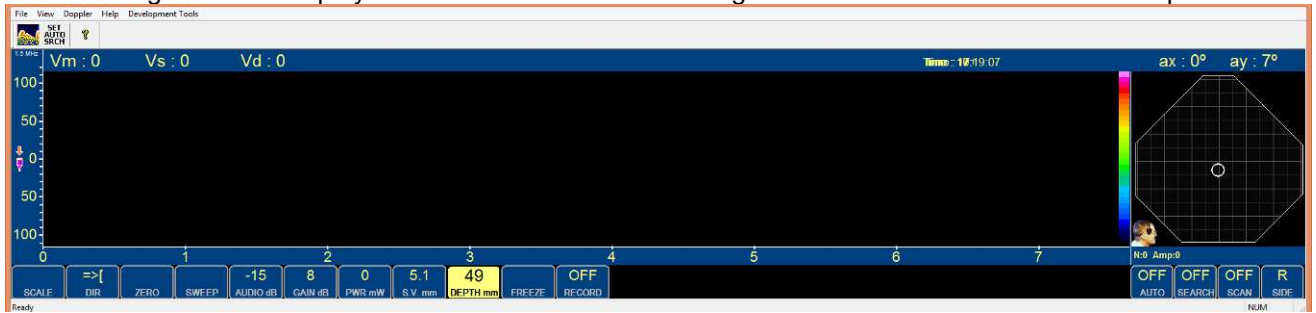 File View Doppler Help Development Tools
SET
AUTO
SRCH
?
1.5 MHz
Vm : 0 Vs : 0 Vd : 0
ax : 0° ay : 7°
100
50
0
50
100
0 1 2 3 4 5 6 7
N:0 Amp:0
=>[ -15 8 0 5.1 49 OFF OFF OFF OFF R
SCALE DIR ZERO SWEEP AUDIO dB GAIN dB PWR mW S.V mm DEPTH mm FREEZE RECORD AUTO SEARCH SCAN SIDE
Ready NUM